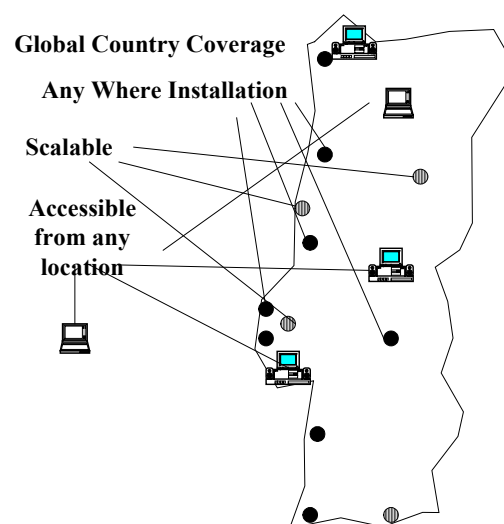 Global Country Coverage
Any Where Installation
Scalable
Accessible
from any
location